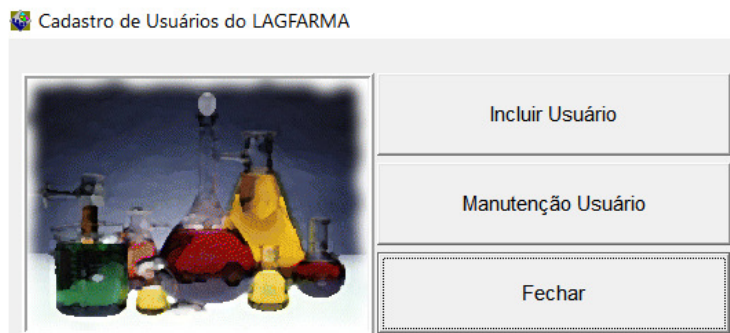 Cadastro de Usuários do LAGFARMA
Incluir Usuário
Manutenção Usuário
Fechar